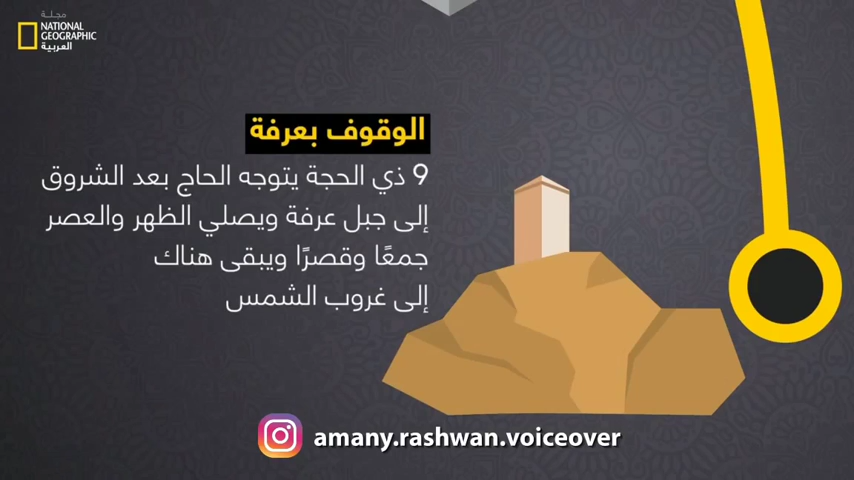 مجلة
NATIONAL
GEOGRAPHIC
العربية
الوقوف بعرفة
9 ذي الحجة يتوجه الحاج بعد الشروق
إلى جبل عرفة ويصلي الظهر والعصر
جمعًا وقصرًا ويبقى هناك
إلى غروب الشمس
amany.rashwan.voiceover